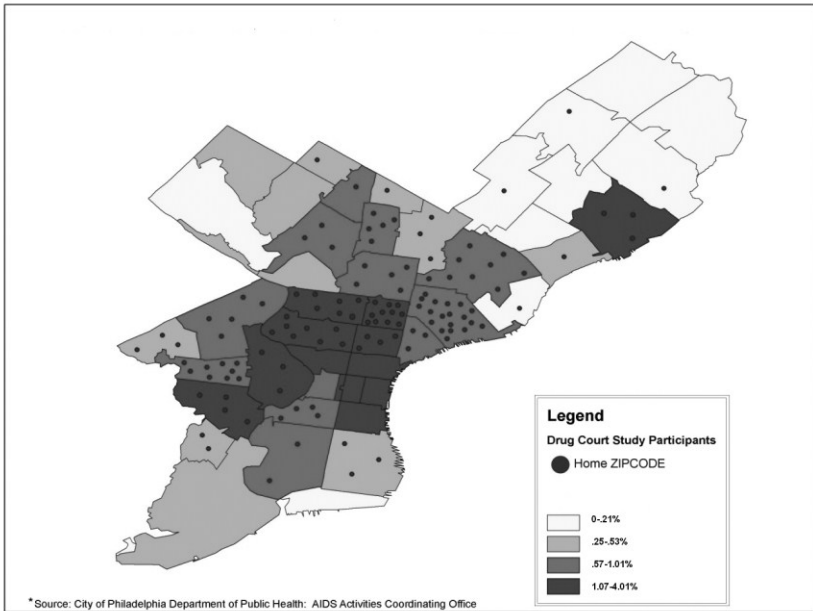 Legend
Drug Court Study Participants
Home ZIPCODE
0-.21%
.25-.53%
.57-1.01%
1.07-4.01%
*Source: City of Philadelphia Department of Public Health: AIDS Activities Coordinating Office